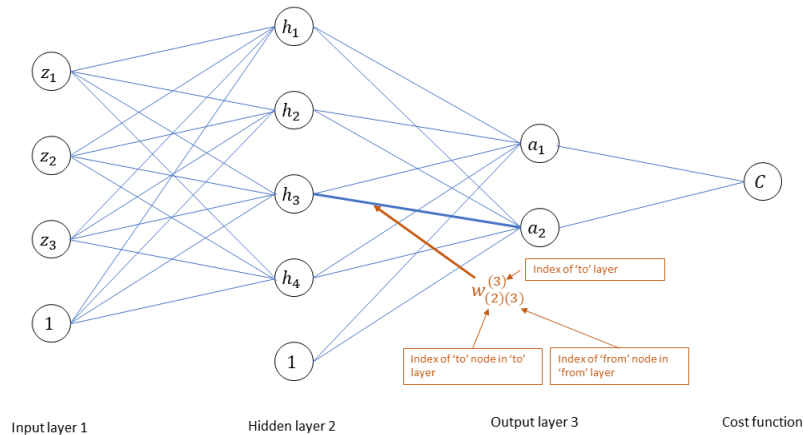 h₁
z₁
h₂
a₁
z₂
C
h₃
a₂
z₃
h₄
w₍₂₎₍₃₎⁽³⁾
Index of 'to' layer
1
1
Index of 'to' node in 'to'
layer
Index of 'from' node in
'from' layer
Input layer 1
Hidden layer 2
Output layer 3
Cost function